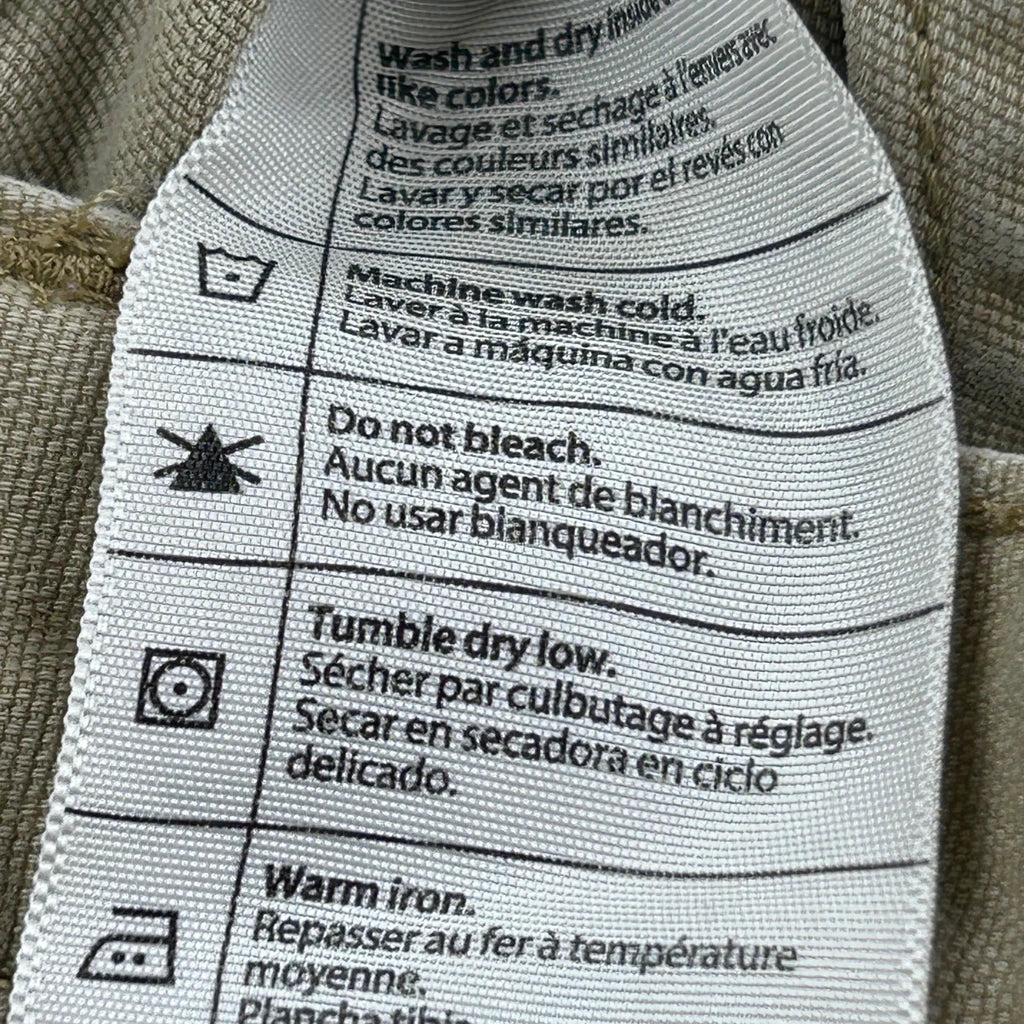 Wash and dry inside
like colors.
Lavage et séchage à l'envers avec
des couleurs similaires.
Lavar y secar por el revés con
colores similares.
Machine wash cold.
Laver à la machine à l'eau froide.
Lavar a máquina con agua fría.
Do not bleach.
Aucun agent de blanchiment.
No usar blanqueador.
Tumble dry low.
Sécher par culbutage à réglage.
Secar en secadora en ciclo
delicado.
Warm iron.
Repasser au fer à température
moyenne.
Plancha tibia